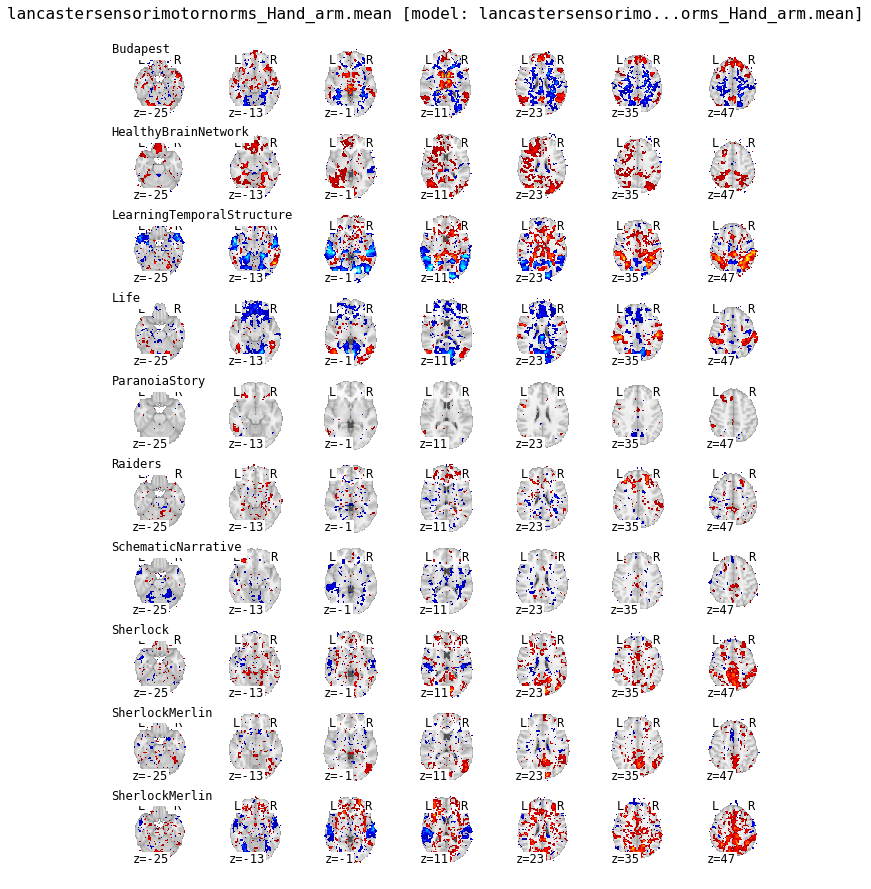 lancastersensorimotornorms_Hand_arm.mean [model: lancastersensorimo...orms_Hand_arm.mean]
Budapest
L R L R L R L R L R L R L R
z=-25 z=-13 z=-1 z=11 z=23 z=35 z=47
HealthyBrainNetwork
L R L R L R L R L R L R L R
z=-25 z=-13 z=-1 z=11 z=23 z=35 z=47
LearningTemporalStructure
L R L R L R L R L R L R L R
z=-25 z=-13 z=-1 z=11 z=23 z=35 z=47
Life
L R L R L R L R L R L R L R
z=-25 z=-13 z=-1 z=11 z=23 z=35 z=47
ParanoiaStory
L R L R L R L R L R L R L R
z=-25 z=-13 z=-1 z=11 z=23 z=35 z=47
Raiders
L R L R L R L R L R L R L R
z=-25 z=-13 z=-1 z=11 z=23 z=35 z=47
SchematicNarrative
L R L R L R L R L R L R L R
z=-25 z=-13 z=-1 z=11 z=23 z=35 z=47
Sherlock
L R L R L R L R L R L R L R
z=-25 z=-13 z=-1 z=11 z=23 z=35 z=47
SherlockMerlin
L R L R L R L R L R L R L R
z=-25 z=-13 z=-1 z=11 z=23 z=35 z=47
SherlockMerlin
L R L R L R L R L R L R L R
z=-25 z=-13 z=-1 z=11 z=23 z=35 z=47